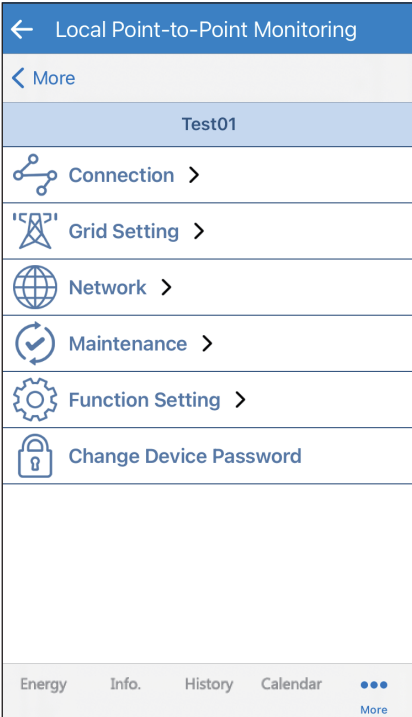 Local Point-to-Point Monitoring
More
Test01
Connection
Grid Setting
Network
Maintenance
Function Setting
Change Device Password
Energy Info. History Calendar
More